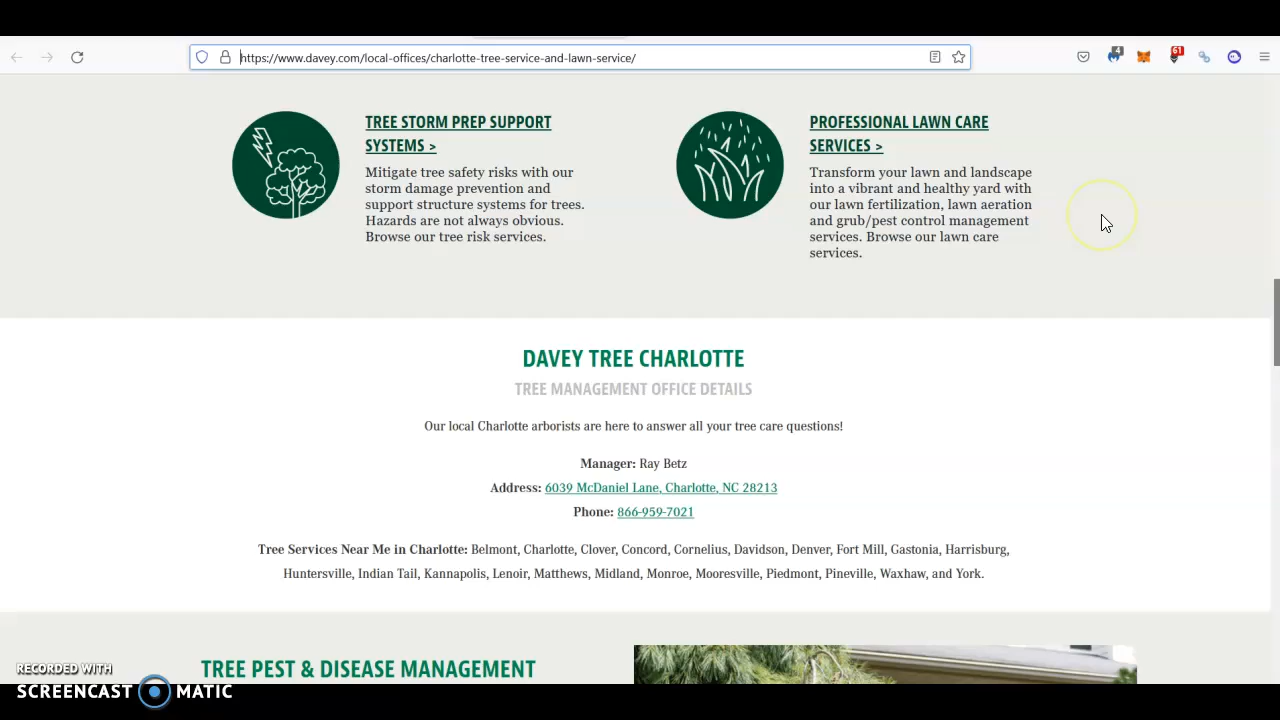 https://www.davey.com/local-offices/charlotte-tree-service-and-lawn-service/
4
61
TREE STORM PREP SUPPORT
SYSTEMS >
Mitigate tree safety risks with our
storm damage prevention and
support structure systems for trees.
Hazards are not always obvious.
Browse our tree risk services.
PROFESSIONAL LAWN CARE
SERVICES >
Transform your lawn and landscape
into a vibrant and healthy yard with
our lawn fertilization, lawn aeration
and grub/pest control management
services. Browse our lawn care
services.
DAVEY TREE CHARLOTTE
TREE MANAGEMENT OFFICE DETAILS
Our local Charlotte arborists are here to answer all your tree care questions!
Manager: Ray Betz
Address: 6039 McDaniel Lane, Charlotte, NC 28213
Phone: 866-959-7021
Tree Services Near Me in Charlotte: Belmont, Charlotte, Clover, Concord, Cornelius, Davidson, Denver, Fort Mill, Gastonia, Harrisburg,
Huntersville, Indian Tail, Kannapolis, Lenoir, Matthews, Midland, Monroe, Mooresville, Piedmont, Pineville, Waxhaw, and York.
TREE PEST & DISEASE MANAGEMENT
RECORDED WITH
SCREENCAST MATIC